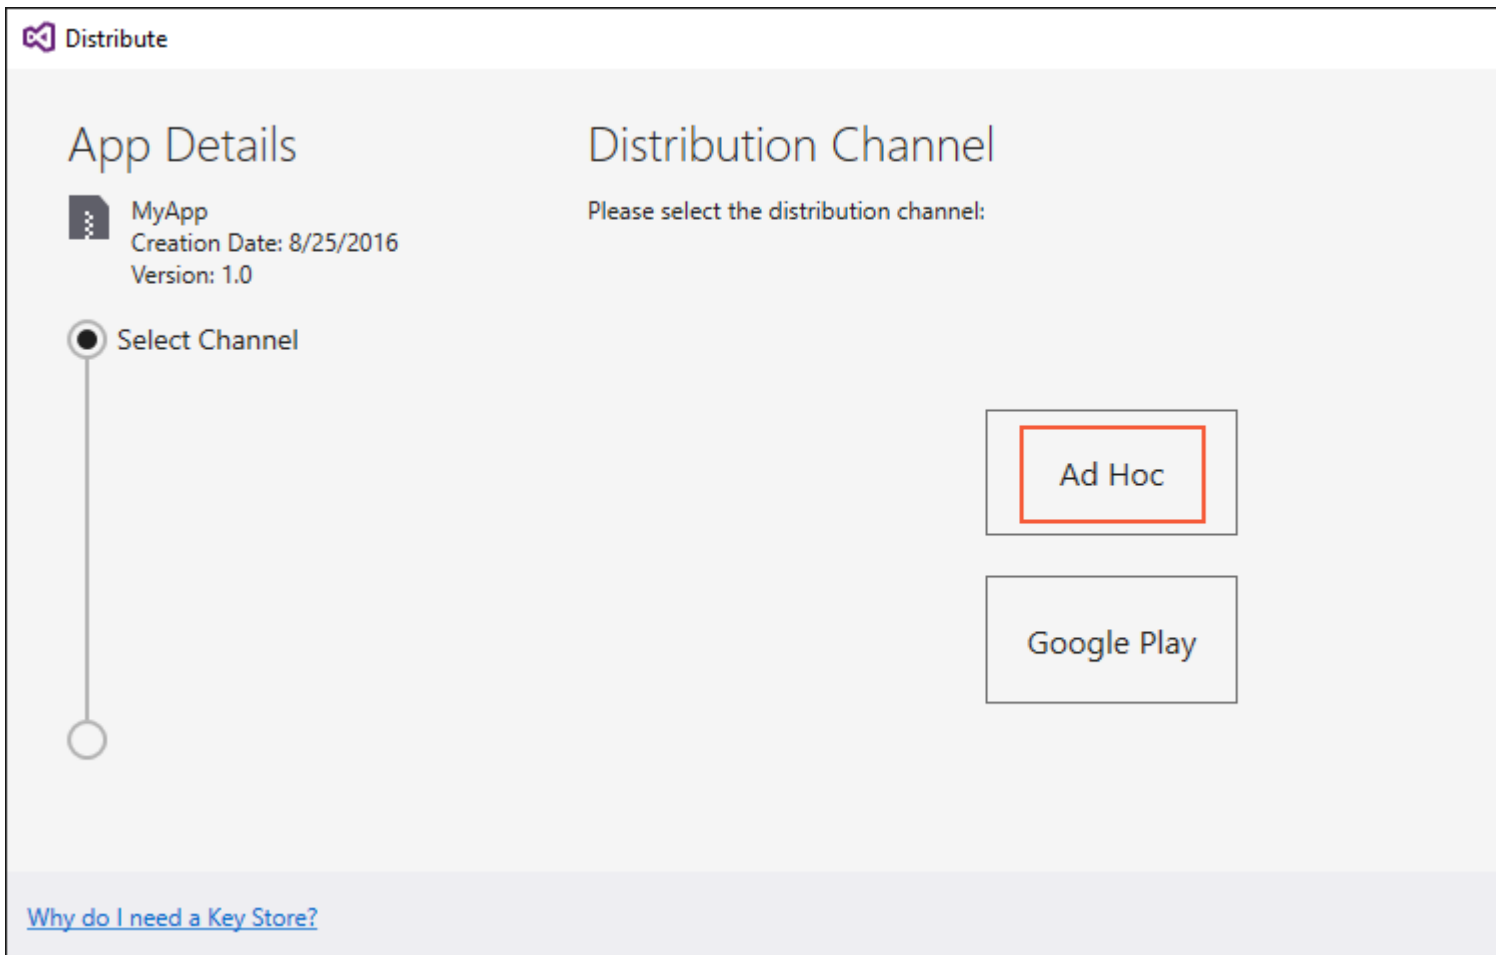 Distribute
App Details
MyApp
Creation Date: 8/25/2016
Version: 1.0
Select Channel
Distribution Channel
Please select the distribution channel:
Ad Hoc
Google Play
Why do I need a Key Store?